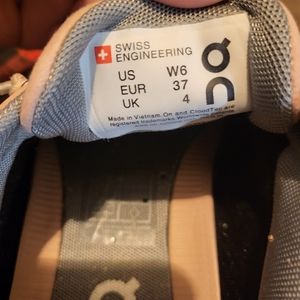 SWISS
ENGINEERING
US W6
EUR 37
UK 4
Made in Vietnam. On and CloudTec are
registered trademarks.